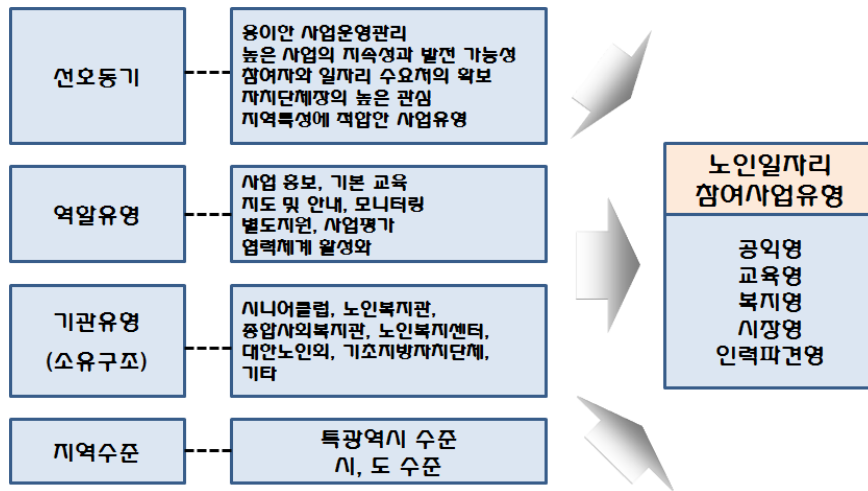 선호동기
용이한 사업운영관리
높은 사업의 지속성과 발전 가능성
참여자와 일자리 수요처의 확보
자치단체장의 높은 관심
지역특성에 적합한 사업유형
역할유형
사업 홍보, 기본 교육
지도 및 안내, 모니터링
별도지원, 사업평가
협력체계 활성화
기관유형
(소유구조)
시니어클럽, 노인복지관,
종합사회복지관, 노인복지센터,
대한노인회, 기초지방자치단체,
기타
지역수준
특광역시 수준
시, 도 수준
노인일자리
참여사업유형
공익형
교육형
복지형
시장형
인력파견형